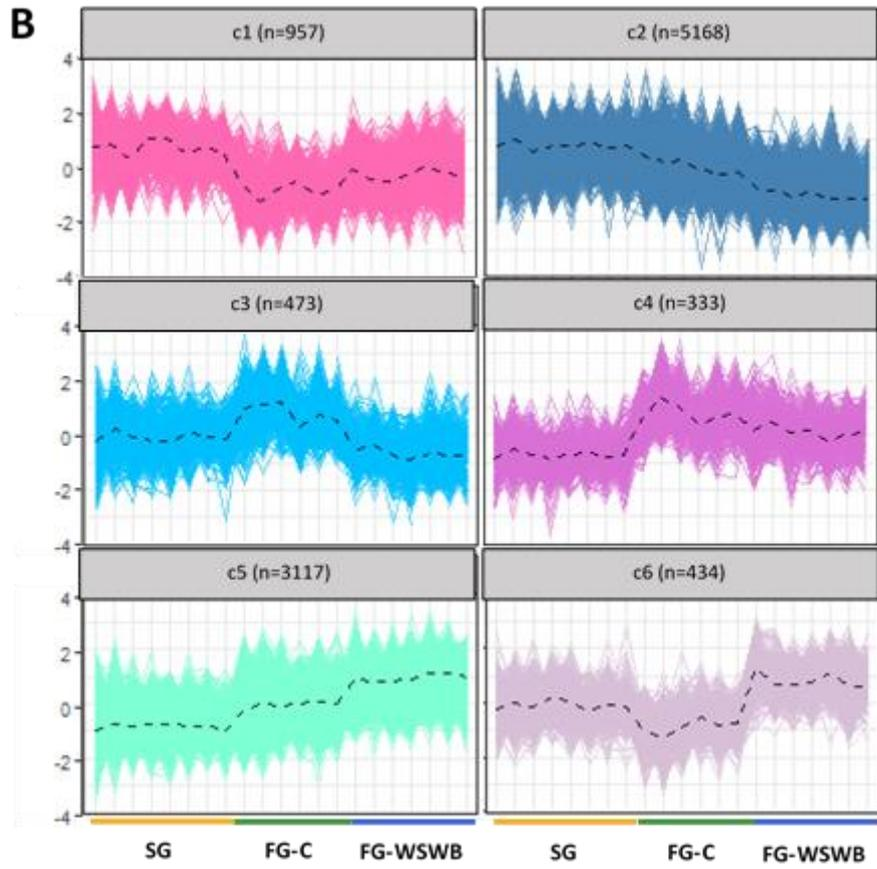 B
c1 (n=957)
c2 (n=5168)
4
2
0
-2
-4
c3 (n=473)
c4 (n=333)
4
2
0
-2
-4
c5 (n=3117)
c6 (n=434)
4
2
0
-2
-4
SG FG-C FG-WSWB SG FG-C FG-WSWB